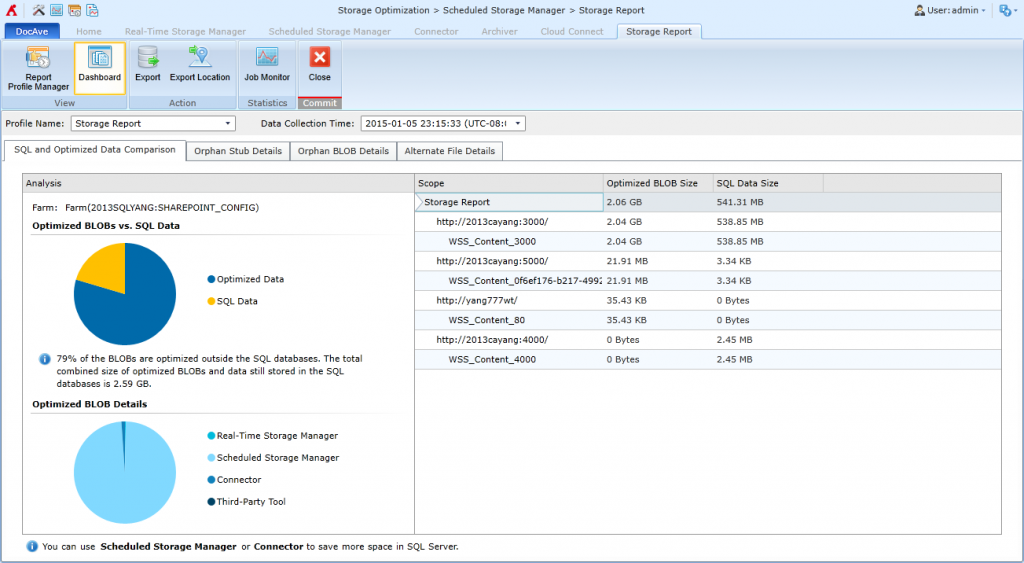 Storage Optimization > Scheduled Storage Manager > Storage Report
User: admin
DocAve Home Real-Time Storage Manager Scheduled Storage Manager Connector Archiver Cloud Connect Storage Report
Report Profile Manager
Dashboard
Export
Export Location
Job Monitor
Close
View Action Statistics Commit
Profile Name: Storage Report Data Collection Time: 2015-01-05 23:15:33 (UTC-08:(
SQL and Optimized Data Comparison Orphan Stub Details Orphan BLOB Details Alternate File Details
Analysis
Farm: Farm(2013SQLYANG:SHAREPOINT_CONFIG)
Optimized BLOBs vs. SQL Data
Optimized Data
SQL Data
79% of the BLOBs are optimized outside the SQL databases. The total
combined size of optimized BLOBs and data still stored in the SQL
databases is 2.59 GB.
Optimized BLOB Details
Real-Time Storage Manager
Scheduled Storage Manager
Connector
Third-Party Tool
Scope Optimized BLOB Size SQL Data Size
Storage Report 2.06 GB 541.31 MB
http://2013cayang:3000/ 2.04 GB 538.85 MB
WSS_Content_3000 2.04 GB 538.85 MB
http://2013cayang:5000/ 21.91 MB 3.34 KB
WSS_Content_0f6ef176-b217-4992 21.91 MB 3.34 KB
http://yang777wt/ 35.43 KB 0 Bytes
WSS_Content_80 35.43 KB 0 Bytes
http://2013cayang:4000/ 0 Bytes 2.45 MB
WSS_Content_4000 0 Bytes 2.45 MB
You can use Scheduled Storage Manager or Connector to save more space in SQL Server.